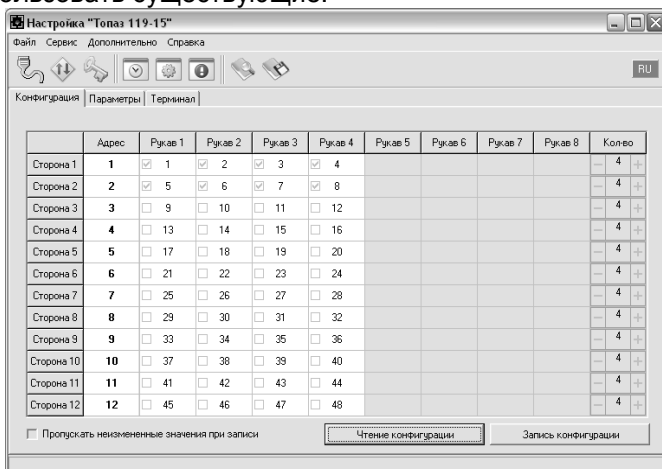 пользовать существующие.
Настройка "Топаз 119-15"
Файл Сервис Дополнительно Справка
RU
Конфигурация Параметры Терминал
Адрес Рукав 1 Рукав 2 Рукав 3 Рукав 4 Рукав 5 Рукав 6 Рукав 7 Рукав 8 Кол-во
Сторона 1 1 1 2 3 4 − 4 +
Сторона 2 2 5 6 7 8 − 4 +
Сторона 3 3 9 10 11 12 − 4 +
Сторона 4 4 13 14 15 16 − 4 +
Сторона 5 5 17 18 19 20 − 4 +
Сторона 6 6 21 22 23 24 − 4 +
Сторона 7 7 25 26 27 28 − 4 +
Сторона 8 8 29 30 31 32 − 4 +
Сторона 9 9 33 34 35 36 − 4 +
Сторона 10 10 37 38 39 40 − 4 +
Сторона 11 11 41 42 43 44 − 4 +
Сторона 12 12 45 46 47 48 − 4 +
Пропускать неизмененные значения при записи Чтение конфигурации Запись конфигурации